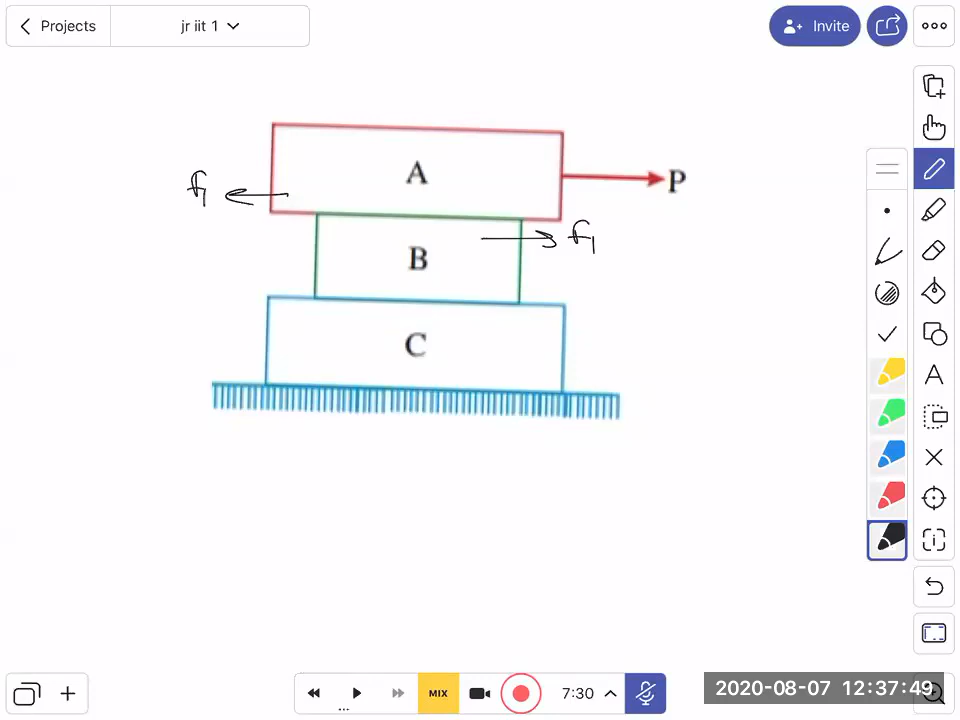 Projects
jr iit 1
Invite
A
P
f1
B
f1
C
A
MIX
7:30
2020-08-07 12:37:49